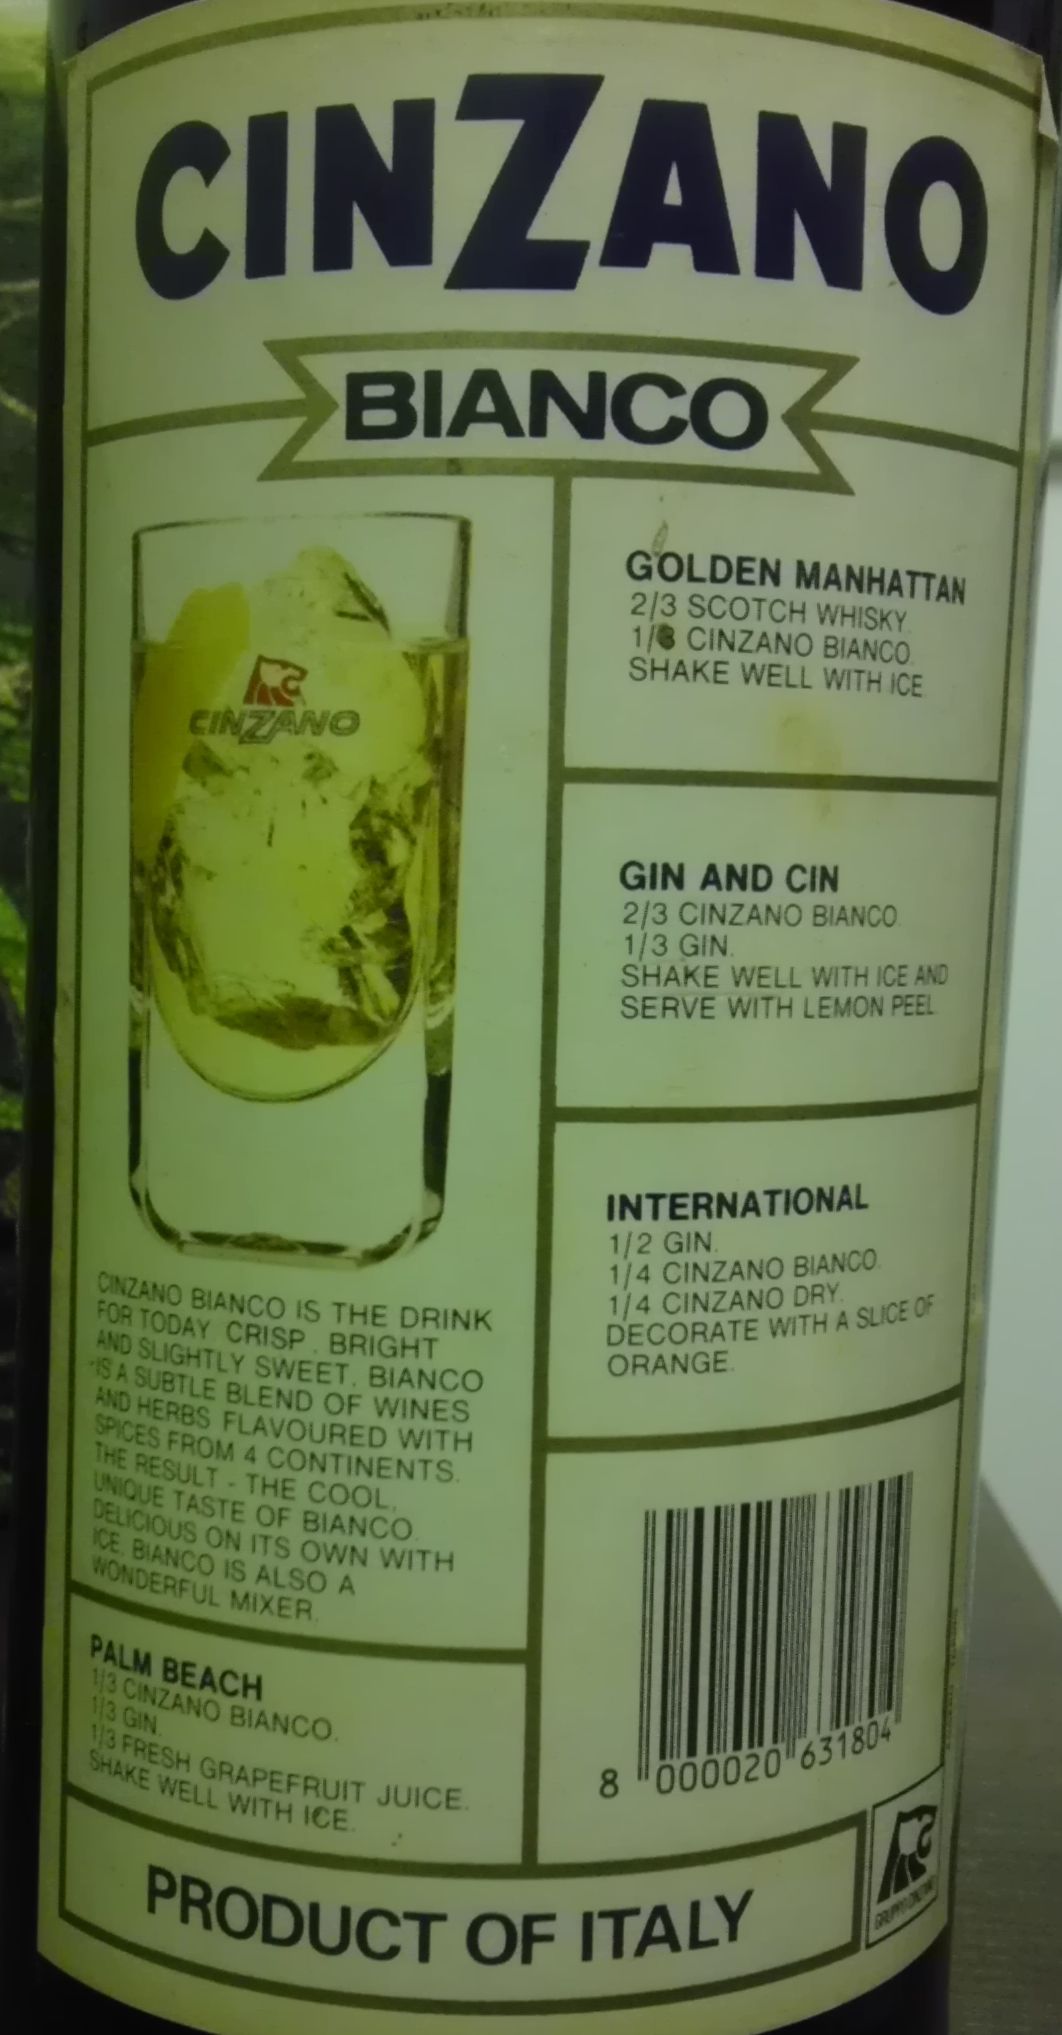 CINZANO
BIANCO
CINZANO
CINZANO BIANCO IS THE DRINK
FOR TODAY CRISP . BRIGHT
AND SLIGHTLY SWEET. BIANCO
IS A SUBTLE BLEND OF WINES
AND HERBS FLAVOURED WITH
SPICES FROM 4 CONTINENTS.
THE RESULT - THE COOL,
UNIQUE TASTE OF BIANCO.
DELICIOUS ON ITS OWN WITH
ICE, BIANCO IS ALSO A
WONDERFUL MIXER.
PALM BEACH
1/3 CINZANO BIANCO.
1/3 GIN.
1/3 FRESH GRAPEFRUIT JUICE.
SHAKE WELL WITH ICE.
GOLDEN MANHATTAN
2/3 SCOTCH WHISKY.
1/3 CINZANO BIANCO.
SHAKE WELL WITH ICE
GIN AND CIN
2/3 CINZANO BIANCO.
1/3 GIN.
SHAKE WELL WITH ICE AND
SERVE WITH LEMON PEEL
INTERNATIONAL
1/2 GIN.
1/4 CINZANO BIANCO.
1/4 CINZANO DRY.
DECORATE WITH A SLICE OF
ORANGE.
8 000020 631804
PRODUCT OF ITALY
GRUPPO CINZANO